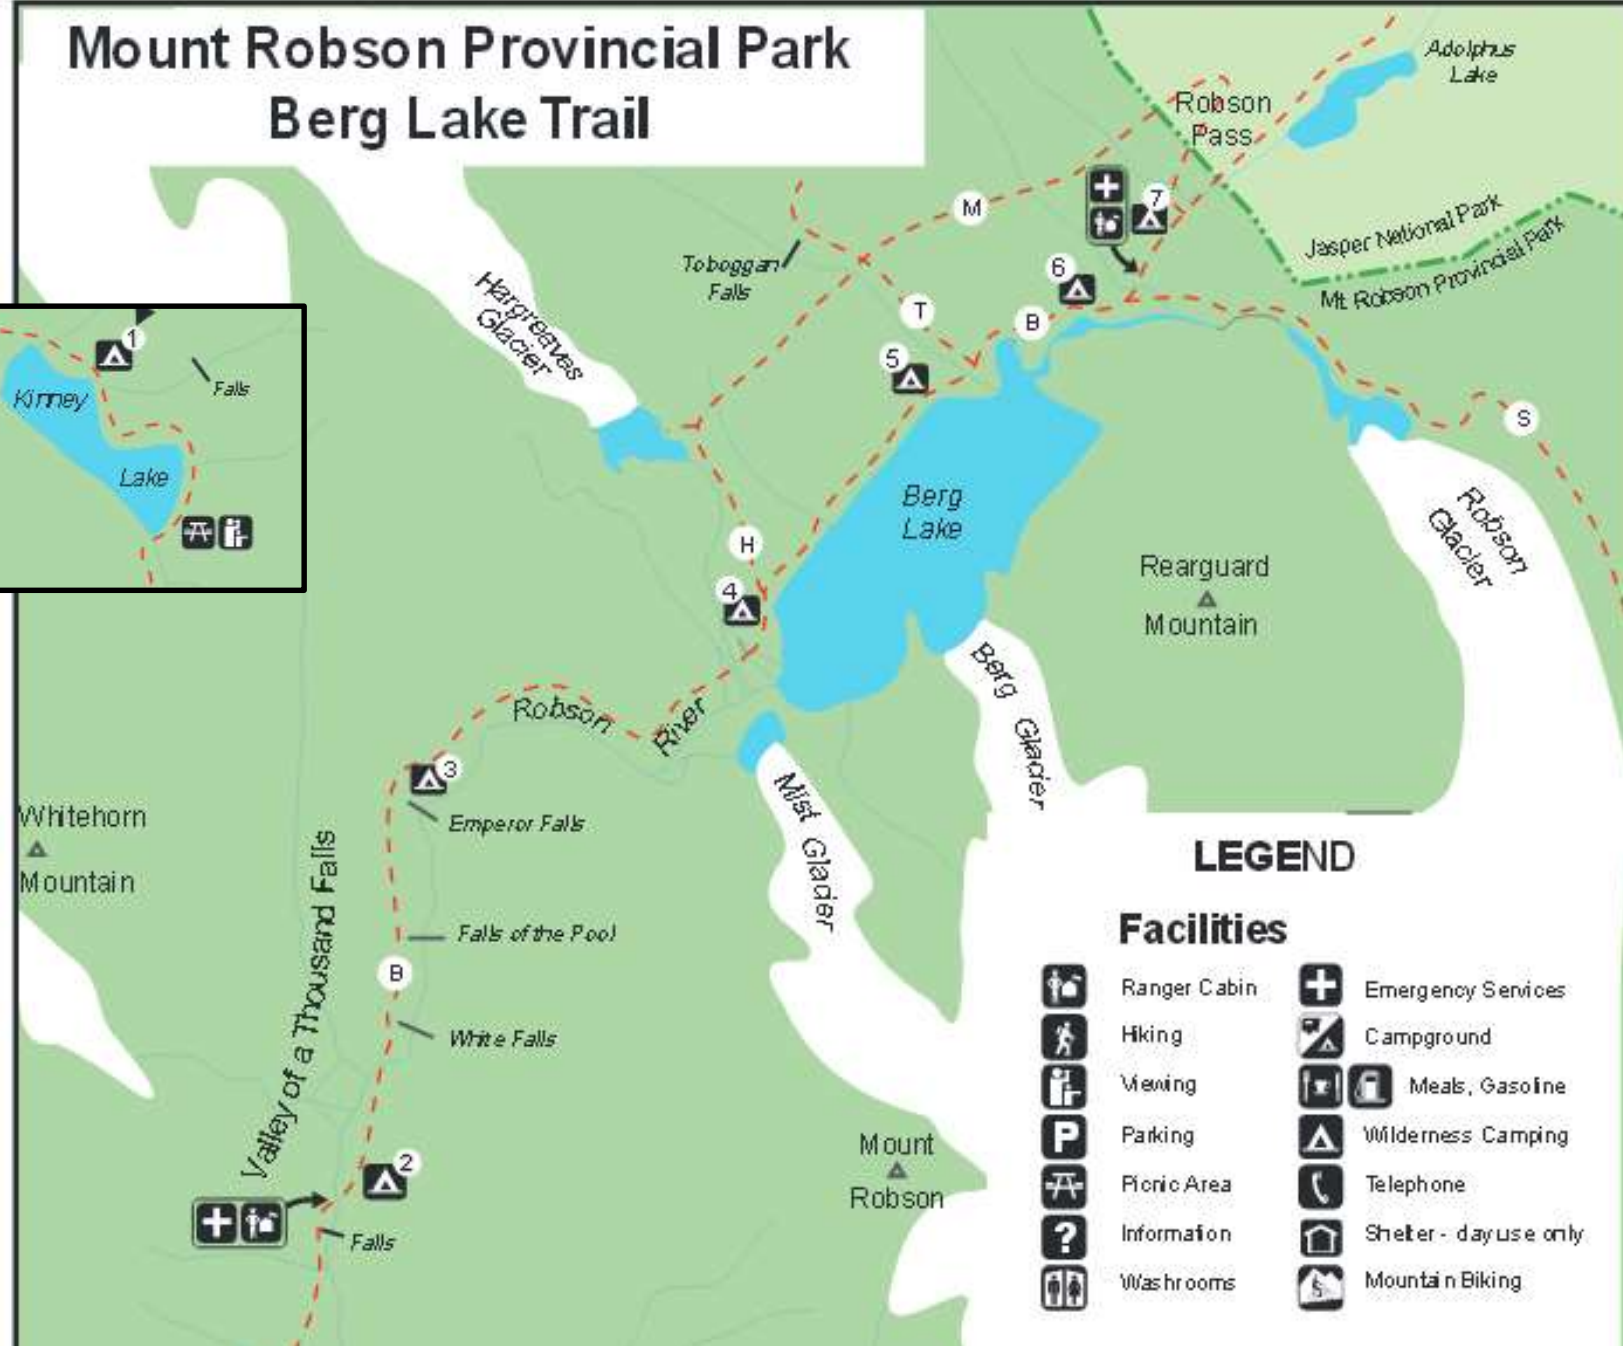 Mount Robson Provincial Park
Berg Lake Trail
Adolphus
Lake
Robson
Pass
M
7
Jasper National Park
Mt Robson Provincial Park
Toboggan
Falls
6
Hargreaves
Glacier
T
B
5
1
Falls
Kinney
Lake
S
Berg
Lake
Robson
Glacier
H
4
Rearguard
Mountain
Berg Glacier
Robson River
3
Mist Glacier
Emperor Falls
Whitehorn
Mountain
Valley of a Thousand Falls
Falls of the Pool
B
White Falls
2
Falls
Mount
Robson
LEGEND
Facilities
Ranger Cabin
Hiking
Viewing
P Parking
Picnic Area
? Information
Washrooms
Emergency Services
Campground
Meals, Gasoline
Wilderness Camping
Telephone
Shelter - day use only
Mountain Biking